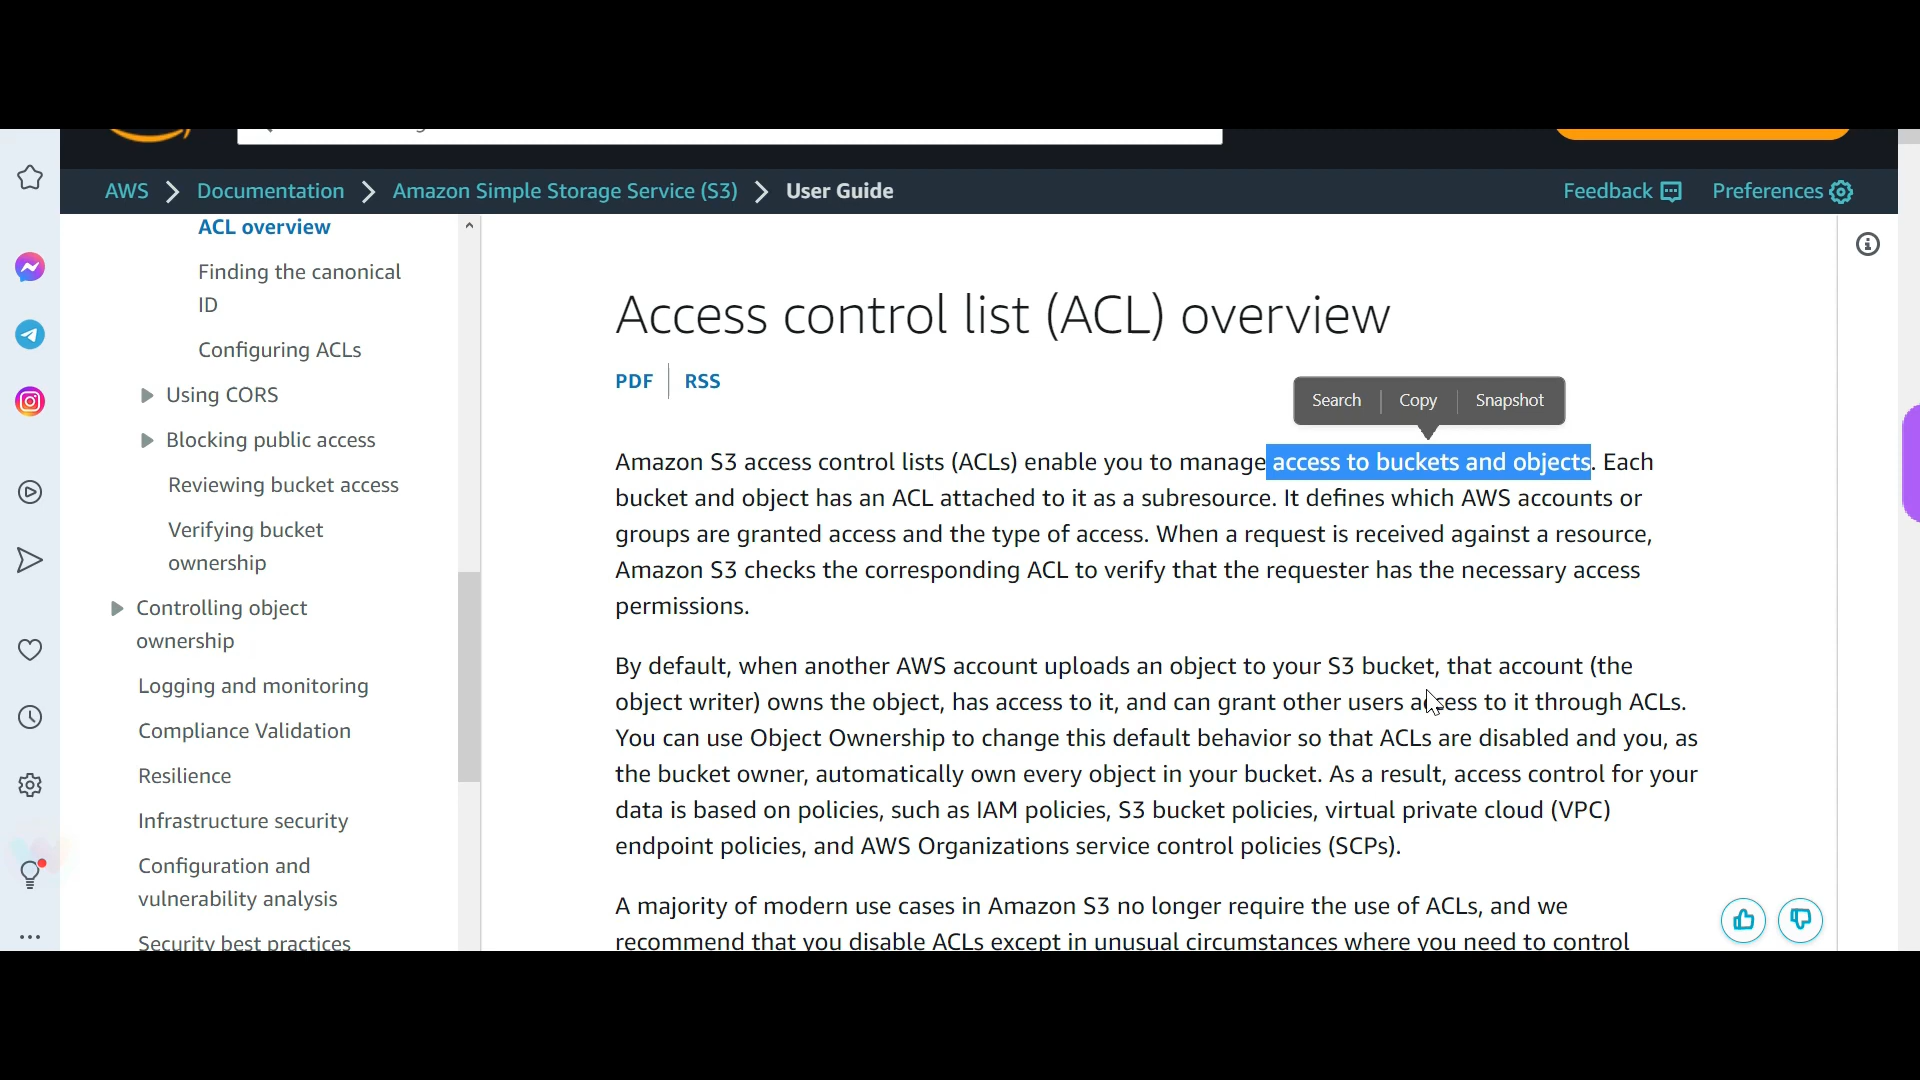 AWS > Documentation > Amazon Simple Storage Service (S3) > User Guide
Feedback
Preferences
ACL overview
Finding the canonical
ID
Configuring ACLs
Using CORS
Blocking public access
Reviewing bucket access
Verifying bucket
ownership
Controlling object
ownership
Logging and monitoring
Compliance Validation
Resilience
Infrastructure security
Configuration and
vulnerability analysis
Security best practices
Access control list (ACL) overview
PDF
RSS
Search
Copy
Snapshot
Amazon S3 access control lists (ACLs) enable you to manage access to buckets and objects. Each
bucket and object has an ACL attached to it as a subresource. It defines which AWS accounts or
groups are granted access and the type of access. When a request is received against a resource,
Amazon S3 checks the corresponding ACL to verify that the requester has the necessary access
permissions.
By default, when another AWS account uploads an object to your S3 bucket, that account (the
object writer) owns the object, has access to it, and can grant other users access to it through ACLs.
You can use Object Ownership to change this default behavior so that ACLs are disabled and you, as
the bucket owner, automatically own every object in your bucket. As a result, access control for your
data is based on policies, such as IAM policies, S3 bucket policies, virtual private cloud (VPC)
endpoint policies, and AWS Organizations service control policies (SCPs).
A majority of modern use cases in Amazon S3 no longer require the use of ACLs, and we
recommend that you disable ACLs except in unusual circumstances where you need to control